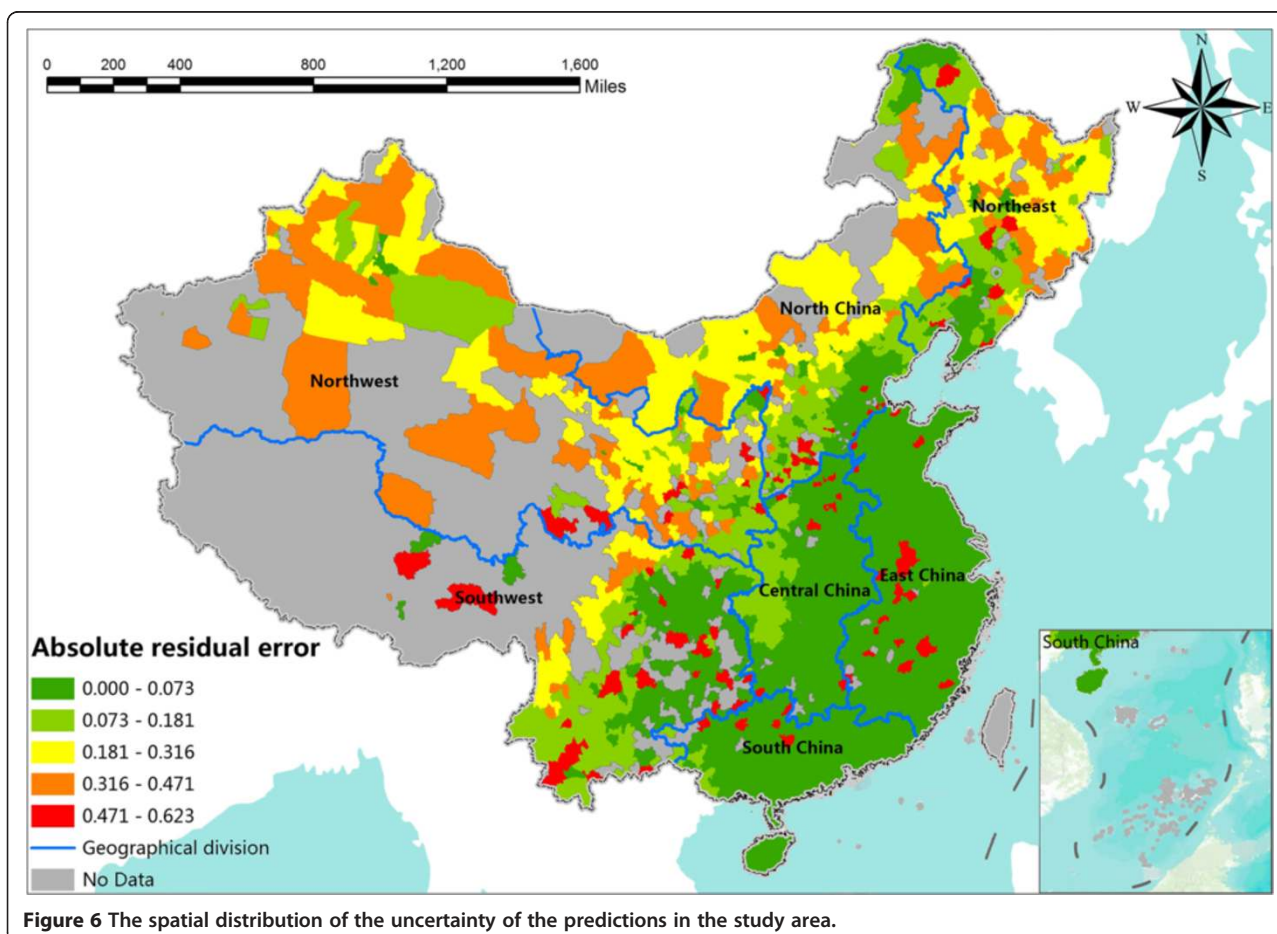 0 200 400 800 1,200 1,600
Miles
N
W E
S
Northeast
North China
Northwest
Southwest
Central China
East China
South China
Absolute residual error
0.000 - 0.073
0.073 - 0.181
0.181 - 0.316
0.316 - 0.471
0.471 - 0.623
Geographical division
No Data
South China
Figure 6 The spatial distribution of the uncertainty of the predictions in the study area.